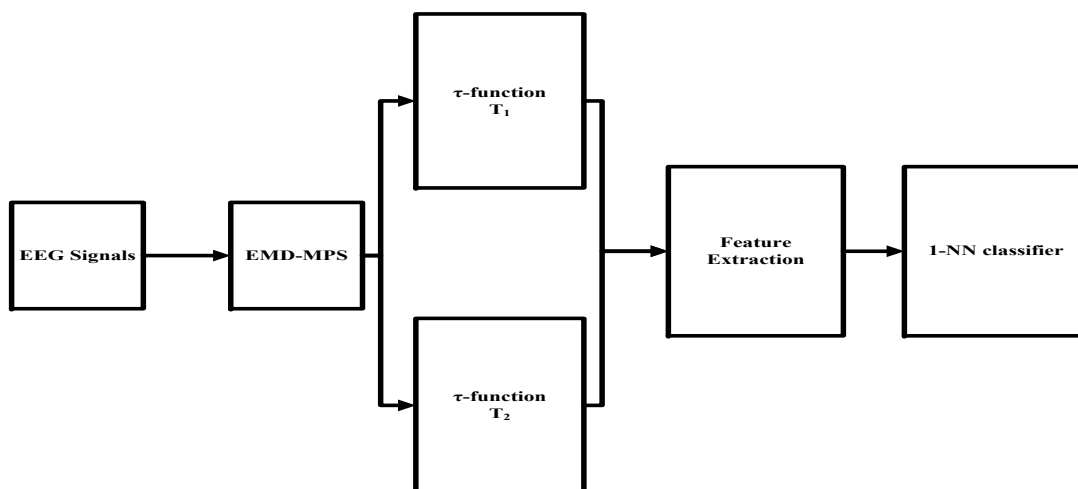 EEG Signals
EMD-MPS
τ-function
T₁
τ-function
T₂
Feature
Extraction
1-NN classifier